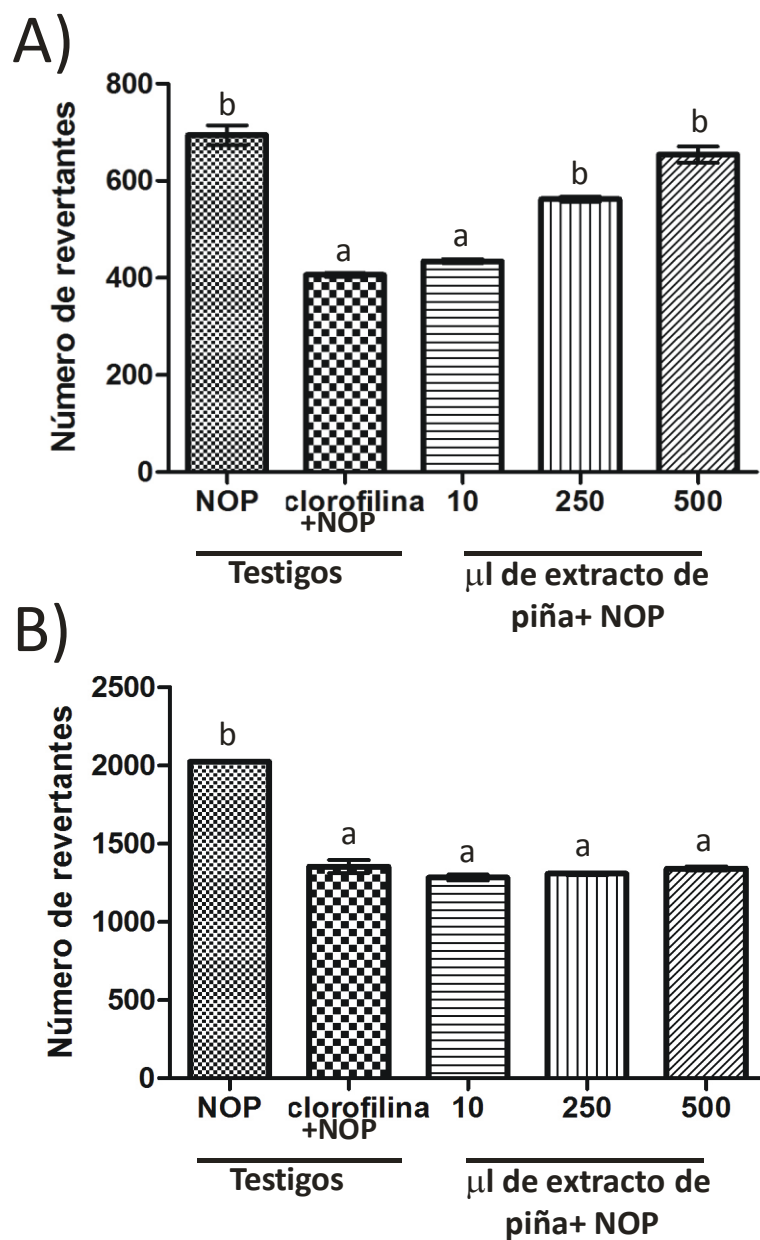 A)
Número de revertantes
800
600
400
200
0
b
a
a
b
b
NOP
clorofilina
+NOP
10
250
500
Testigos
µl de extracto de
piña+ NOP
B)
Número de revertantes
2500
2000
1500
1000
500
0
b
a
a
a
a
NOP
clorofilina
+NOP
10
250
500
Testigos
µl de extracto de
piña+ NOP